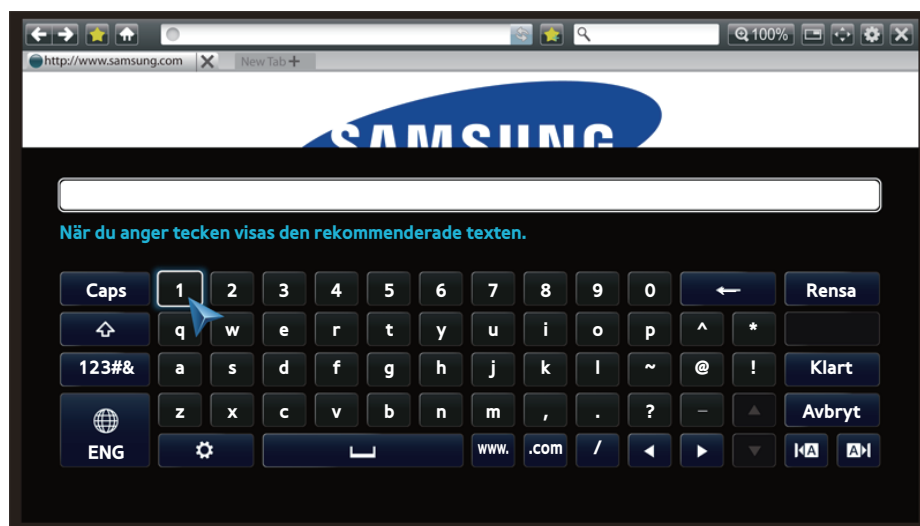 100%
http://www.samsung.com New Tab +
SAMSUNG
När du anger tecken visas den rekommenderade texten.
Caps 1 2 3 4 5 6 7 8 9 0 ← Rensa
q w e r t y u i o p ^ *
123#& a s d f g h j k l ~ @ ! Klart
z x c v b n m , . ? - ▲ Avbryt
ENG www. .com / ◀ ▶ ▼ A A